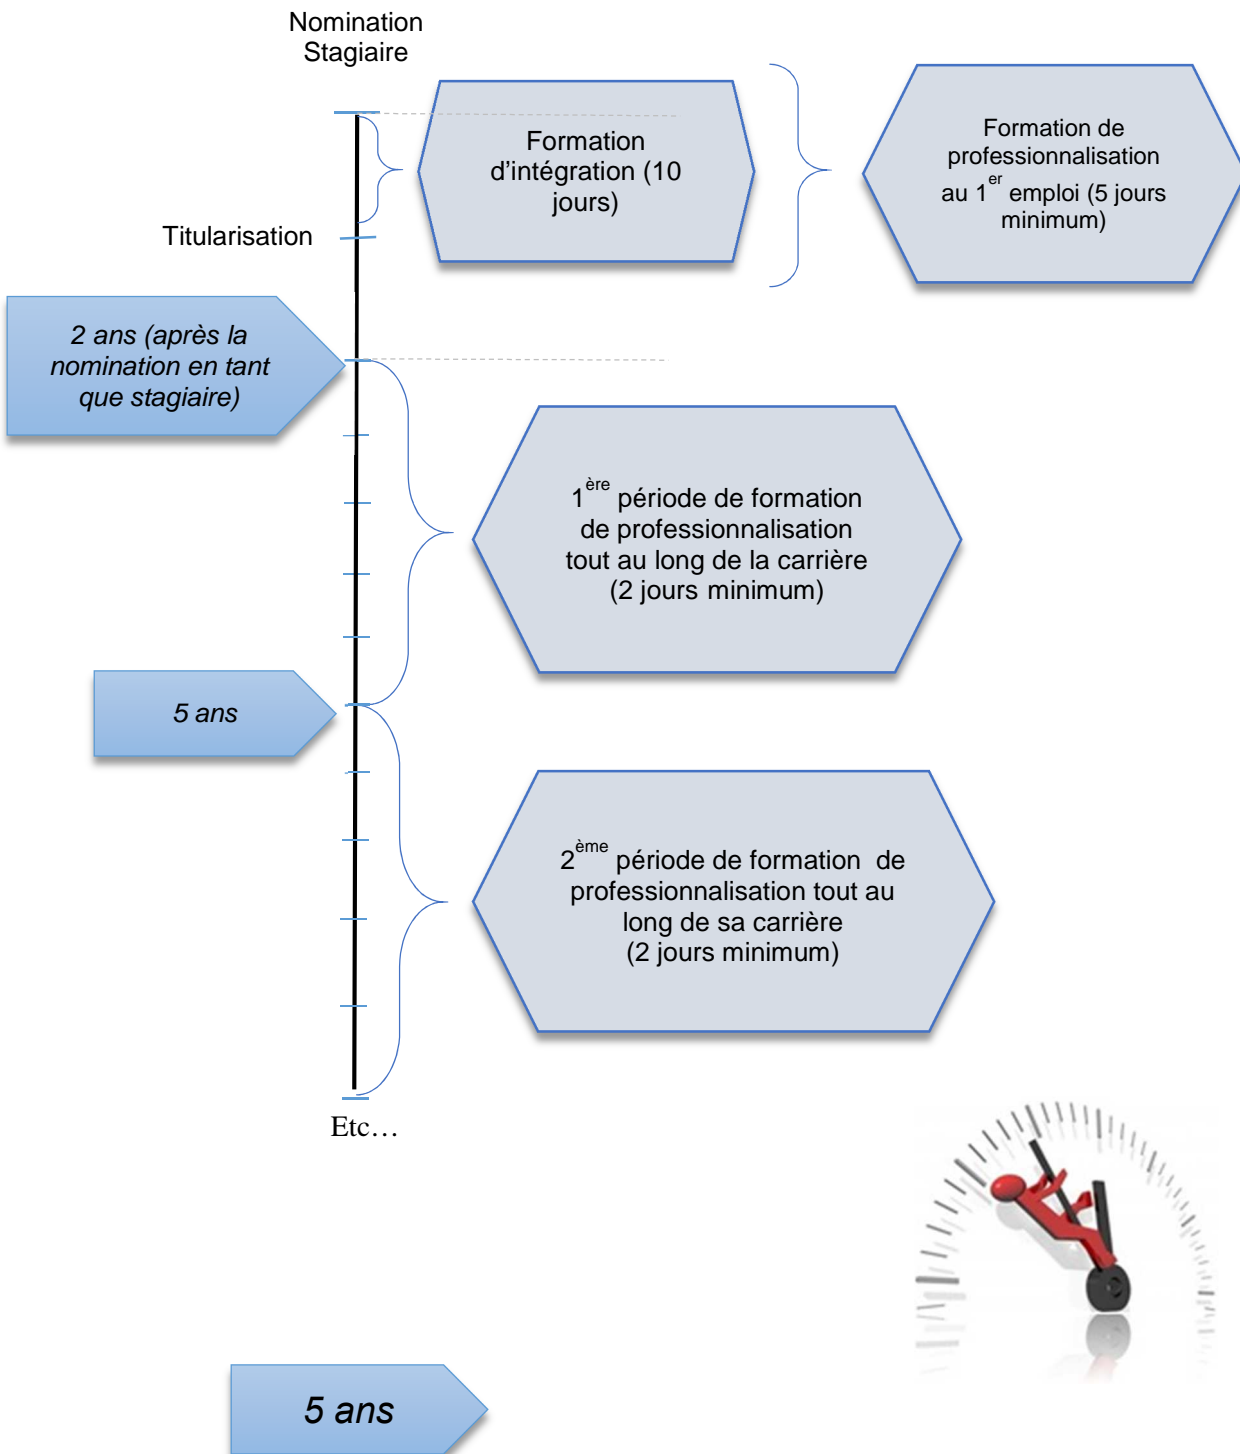 Nomination
Stagiaire
Formation
d’intégration (10
jours)
Formation de
professionnalisation
au 1er emploi (5 jours
minimum)
Titularisation
2 ans (après la
nomination en tant
que stagiaire)
1ère période de formation
de professionnalisation
tout au long de la carrière
(2 jours minimum)
5 ans
2ème période de formation  de
professionnalisation tout au
long de sa carrière
(2 jours minimum)
Etc…
5 ans